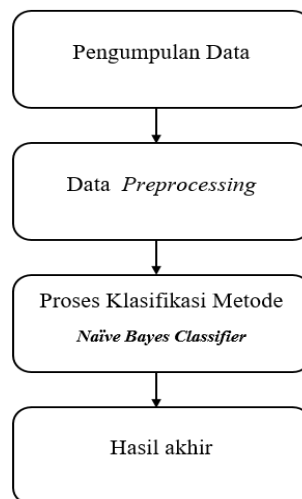 Pengumpulan Data
Data Preprocessing
Proses Klasifikasi Metode
Naïve Bayes Classifier
Hasil akhir